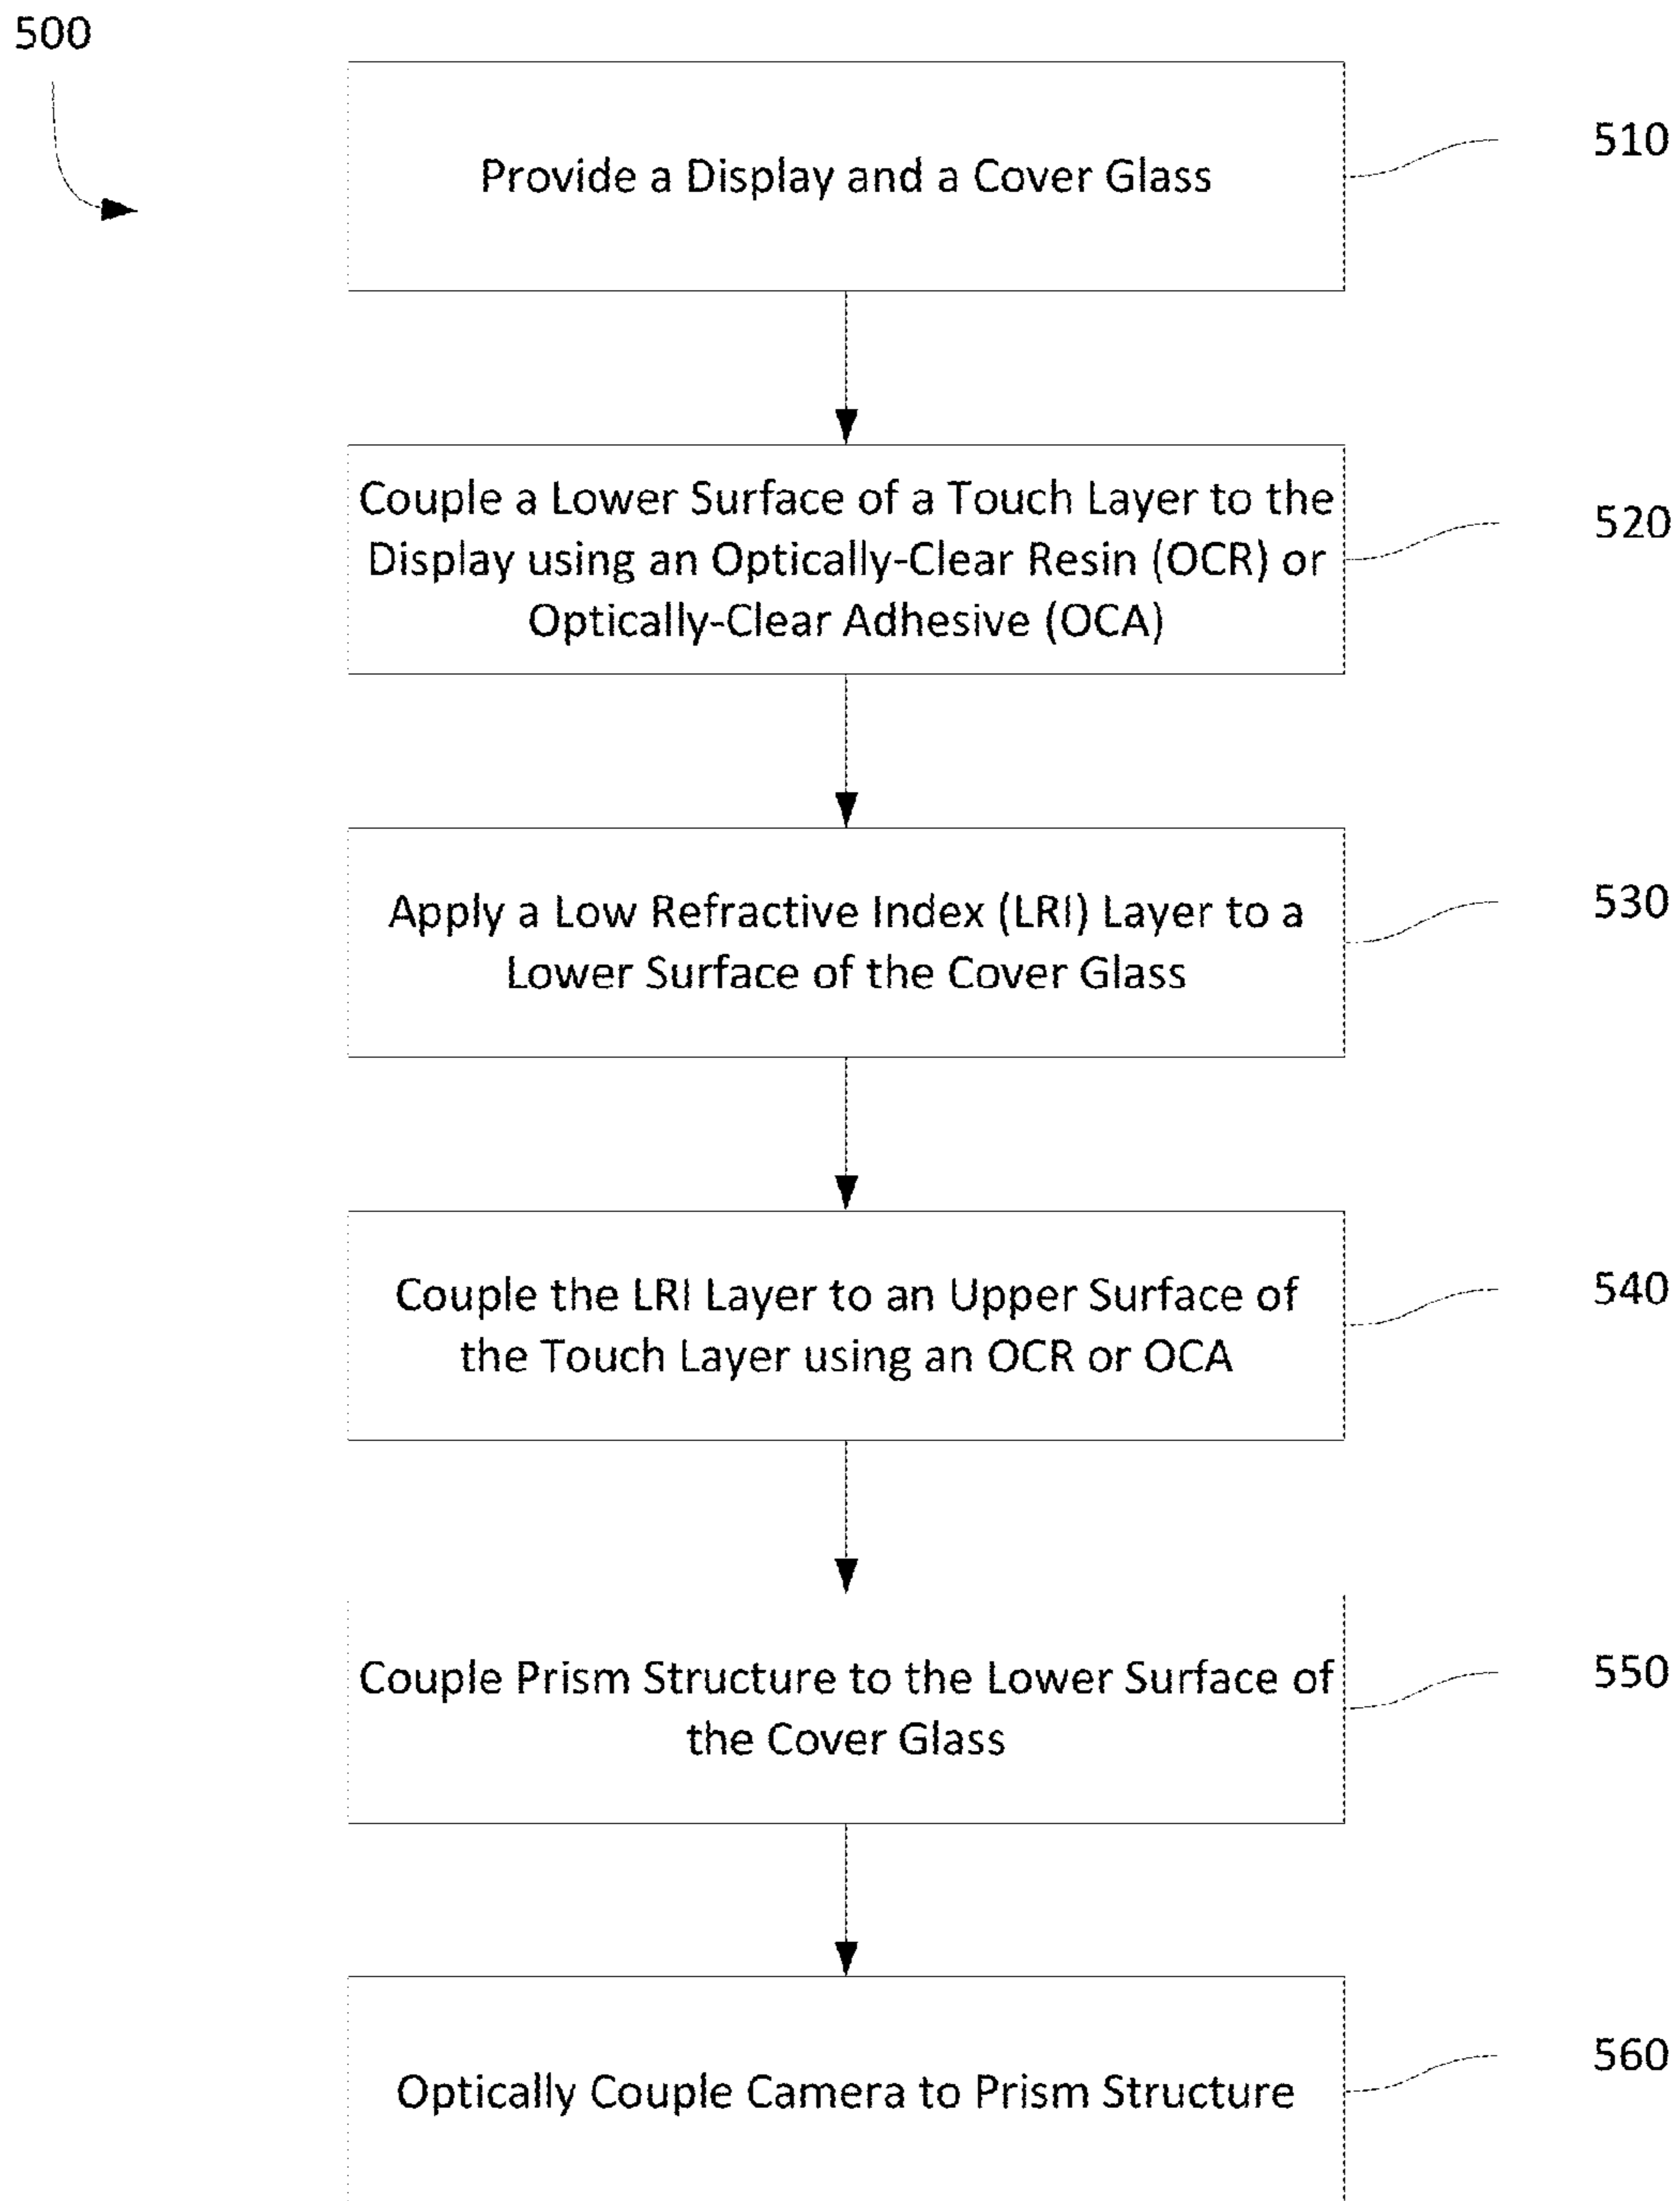 500
Provide a Display and a Cover Glass
510
Couple a Lower Surface of a Touch Layer to the
Display using an Optically-Clear Resin (OCR) or
Optically-Clear Adhesive (OCA)
520
Apply a Low Refractive Index (LRI) Layer to a
Lower Surface of the Cover Glass
530
Couple the LRI Layer to an Upper Surface of
the Touch Layer using an OCR or OCA
540
Couple Prism Structure to the Lower Surface of
the Cover Glass
550
Optically Couple Camera to Prism Structure
560